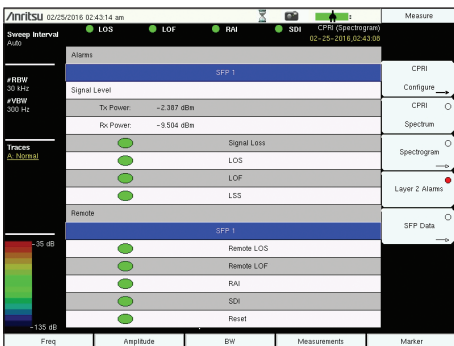 Anritsu 02/25/2016 02:43:14 am
Measure
Sweep Interval
Auto
LOS
LOF
RAI
SDI
CPRI (Spectrogram)
02-25-2016,02:43:08
#RBW
30 kHz
#VBW
300 Hz
Traces
A: Normal
-35 dB
-135 dB
Alarms
SFP 1
Signal Level
Tx Power: -2.387 dBm
Rx Power: -9.504 dBm
Signal Loss
LOS
LOF
LSS
Remote
SFP 1
Remote LOS
Remote LOF
RAI
SDI
Reset
CPRI
Configure
CPRI
Spectrum
Spectrogram
Layer 2 Alarms
SFP Data
Freq
Amplitude
BW
Measurements
Marker